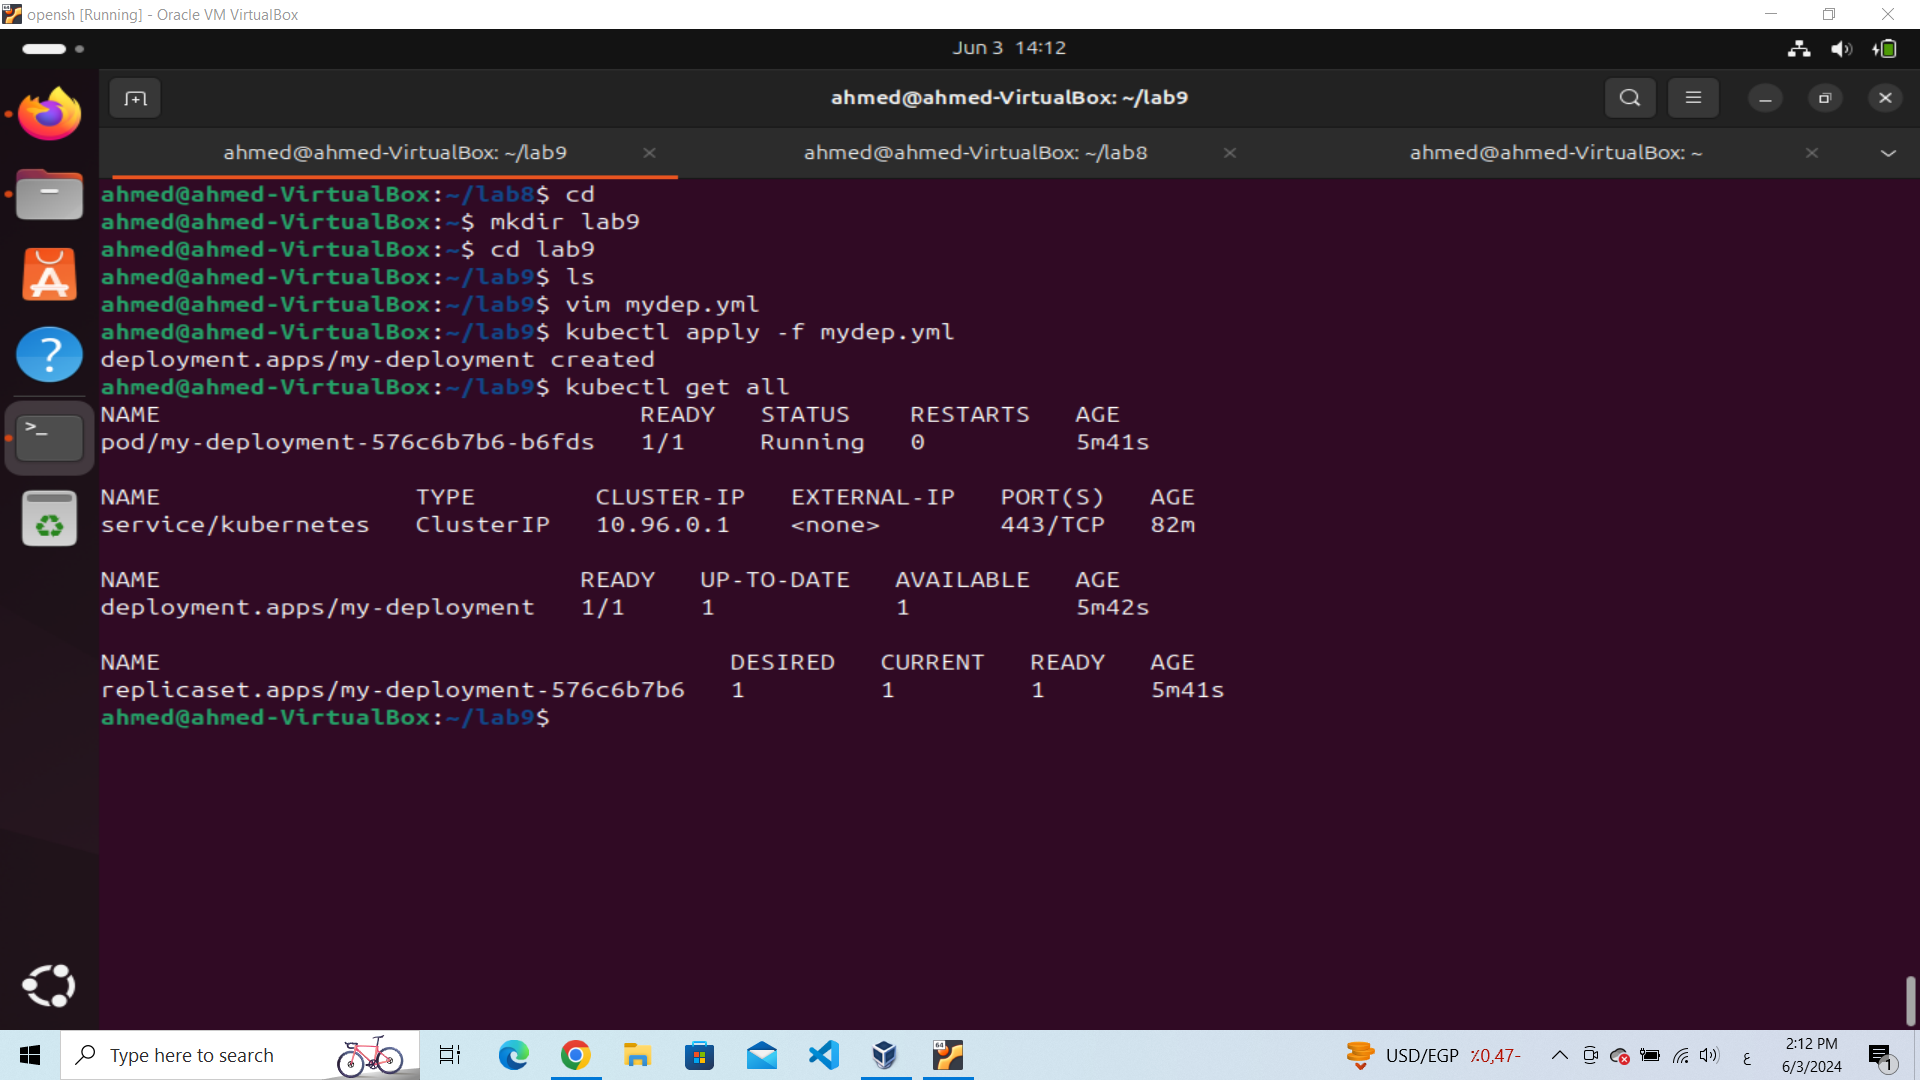 opensh [Running] - Oracle VM VirtualBox
Jun 3 14:12
ahmed@ahmed-VirtualBox: ~/lab9
ahmed@ahmed-VirtualBox: ~/lab9
ahmed@ahmed-VirtualBox: ~/lab8
ahmed@ahmed-VirtualBox: ~
ahmed@ahmed-VirtualBox:~/lab8$ cd
ahmed@ahmed-VirtualBox:~$ mkdir lab9
ahmed@ahmed-VirtualBox:~$ cd lab9
ahmed@ahmed-VirtualBox:~/lab9$ ls
ahmed@ahmed-VirtualBox:~/lab9$ vim mydep.yml
ahmed@ahmed-VirtualBox:~/lab9$ kubectl apply -f mydep.yml
deployment.apps/my-deployment created
ahmed@ahmed-VirtualBox:~/lab9$ kubectl get all
NAME READY STATUS RESTARTS AGE
pod/my-deployment-576c6b7b6-b6fds 1/1 Running 0 5m41s
NAME TYPE CLUSTER-IP EXTERNAL-IP PORT(S) AGE
service/kubernetes ClusterIP 10.96.0.1 <none> 443/TCP 82m
NAME READY UP-TO-DATE AVAILABLE AGE
deployment.apps/my-deployment 1/1 1 1 5m42s
NAME DESIRED CURRENT READY AGE
replicaset.apps/my-deployment-576c6b7b6 1 1 1 5m41s
ahmed@ahmed-VirtualBox:~/lab9$
Type here to search
USD/EGP ٪0,47-
ع
2:12 PM
6/3/2024
1